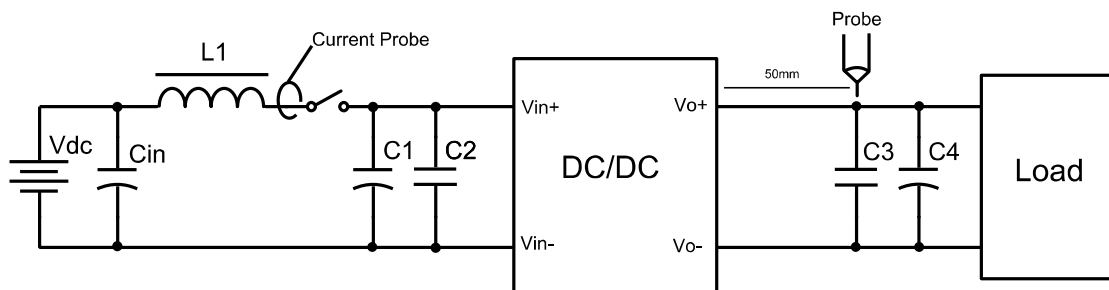 Probe
Current Probe
L1
50mm
Vin+
Vo+
Vdc
Cin
C1
C2
DC/DC
C3
C4
Load
Vin-
Vo-